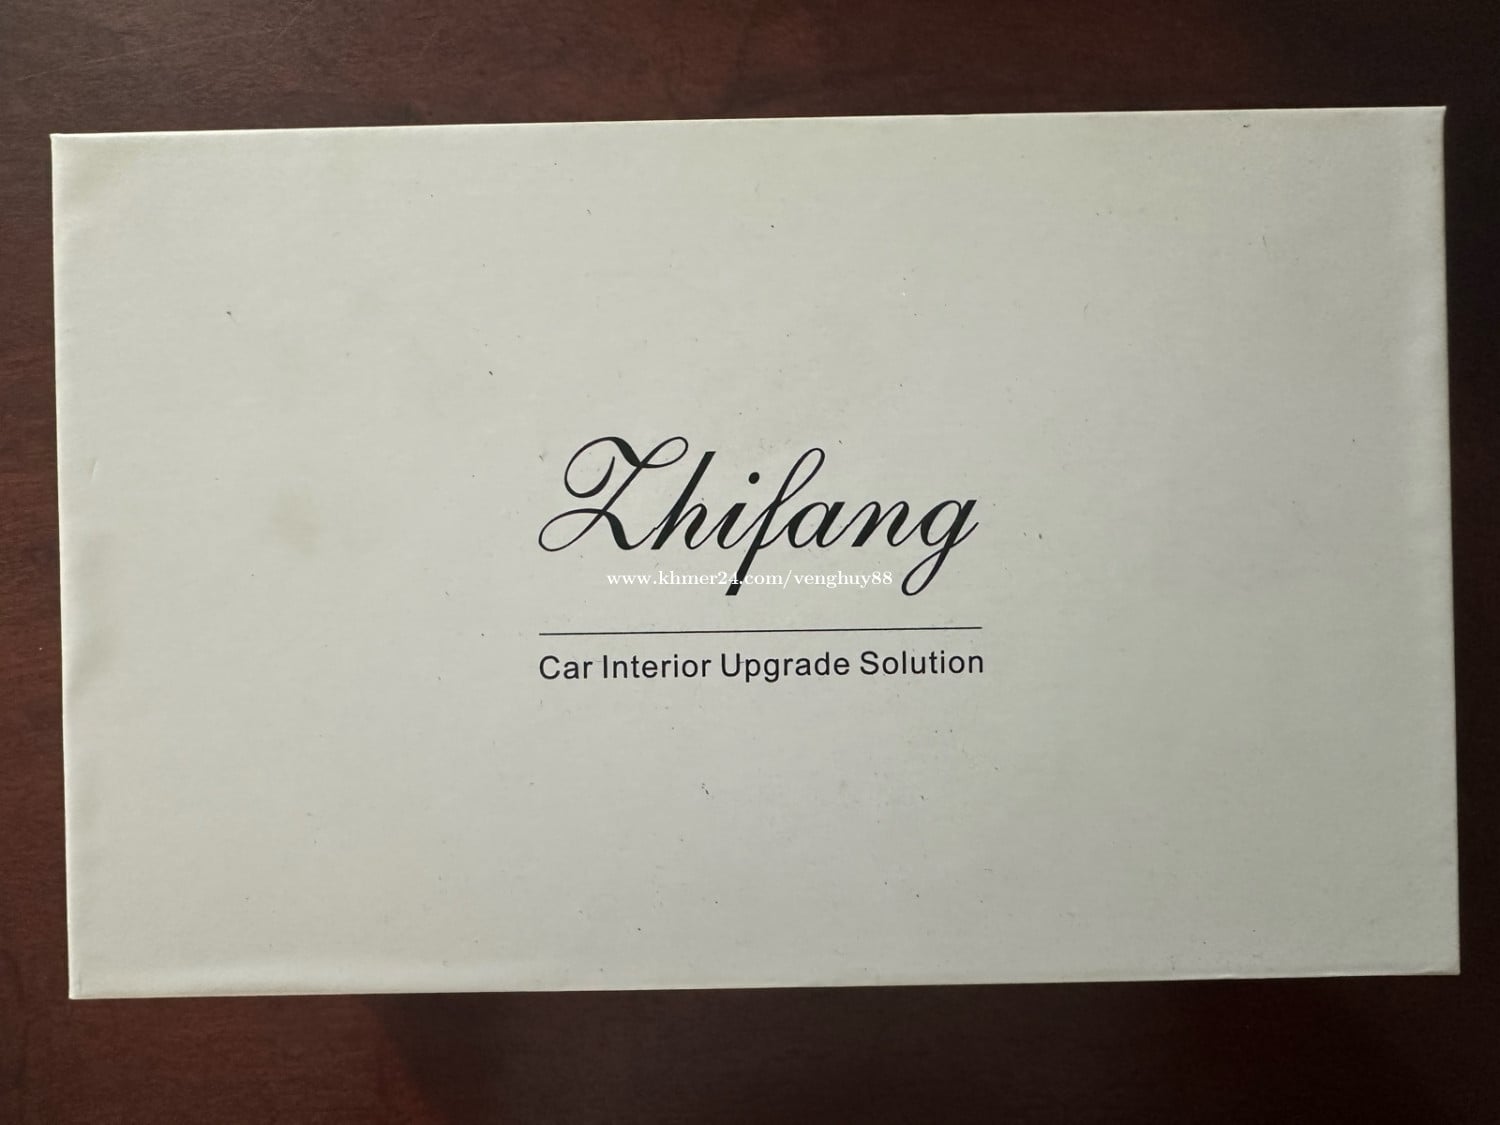 Zhifang
www.khmer24.com/venghuy88
Car Interior Upgrade Solution